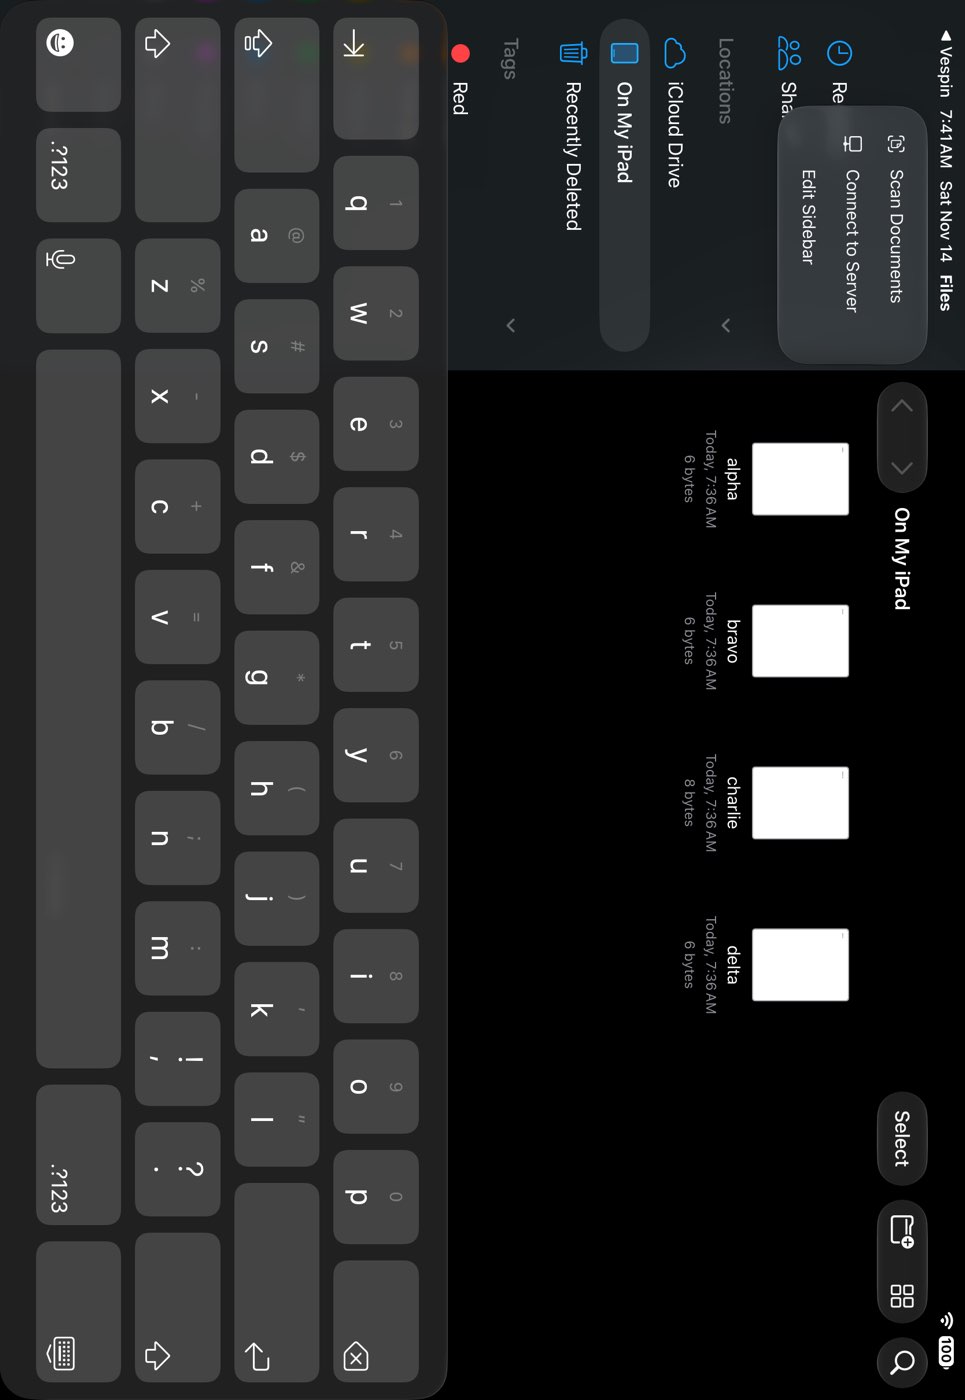 Vespin 7:41 AM Sat Nov 14 Files
100
Scan Documents
Connect to Server
Edit Sidebar
Re
Sha
Locations
iCloud Drive
On My iPad
Recently Deleted
Tags
Red
On My iPad
Select
alpha
Today, 7:36 AM
6 bytes
bravo
Today, 7:36 AM
6 bytes
charlie
Today, 7:36 AM
8 bytes
delta
Today, 7:36 AM
6 bytes
1 2 3 4 5 6 7 8 9 0
q w e r t y u i o p
@ # $ & * ( ) ' "
a s d f g h j k l
% - + = / ; : ! ?
z x c v b n m , .
.?123 .?123